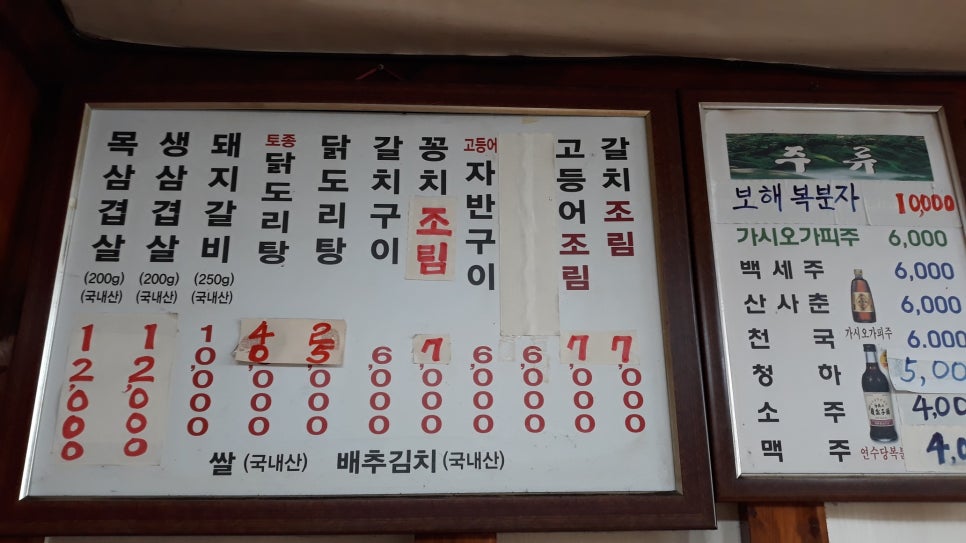 목삼겹살
(200g)
(국내산)
12,000
생삼겹살
(200g)
(국내산)
12,000
돼지갈비
(250g)
(국내산)
10,000
토종
닭도리탕
40,000
닭도리탕
25,000
갈치구이
6,000
꽁치조림
7,000
고등어
자반구이
6,000
6,000
고등어조림
7,000
갈치조림
7,000
쌀 (국내산) 배추김치 (국내산)
주류
보해 복분자 10,000
가시오가피주 6,000
백세주 6,000
산사춘 6,000
가시오가피주
천국 6,000
청하 5,00
소주 4,00
맥주 4,0